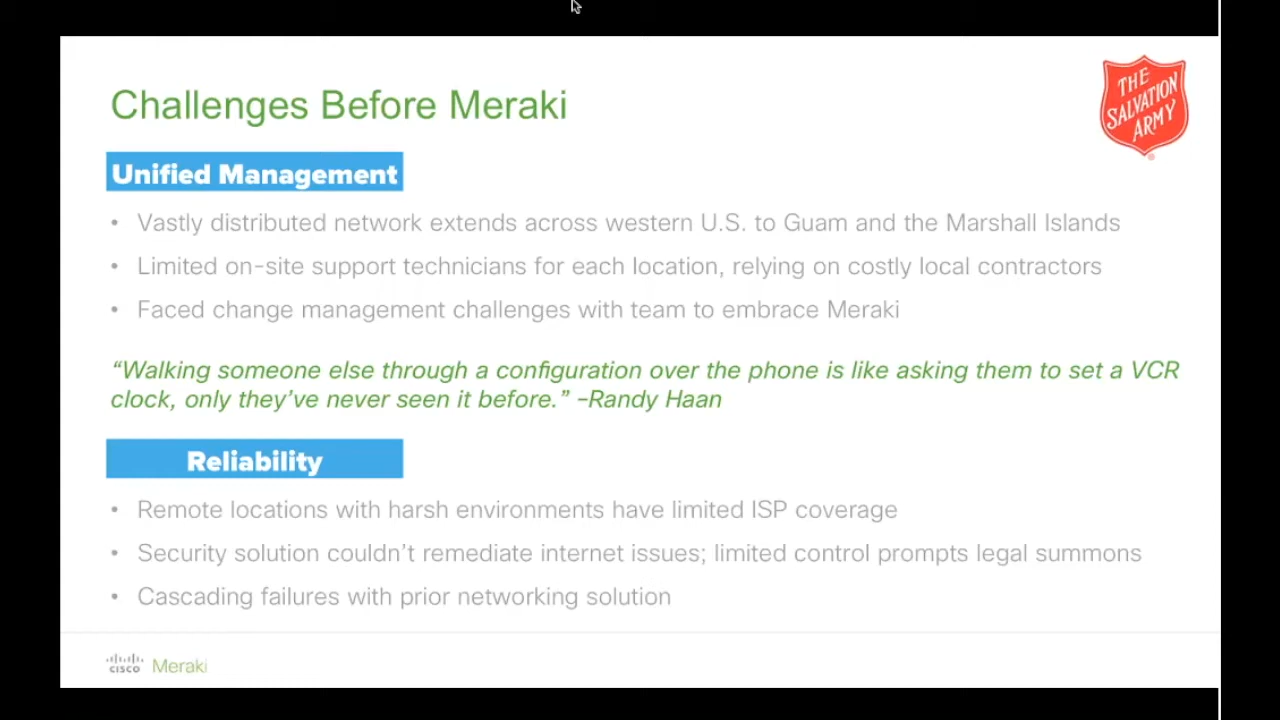 Challenges Before Meraki
THE
SALVATION
ARMY
®
Unified Management
• Vastly distributed network extends across western U.S. to Guam and the Marshall Islands
• Limited on-site support technicians for each location, relying on costly local contractors
• Faced change management challenges with team to embrace Meraki
“Walking someone else through a configuration over the phone is like asking them to set a VCR
clock, only they’ve never seen it before.” –Randy Haan
Reliability
• Remote locations with harsh environments have limited ISP coverage
• Security solution couldn’t remediate internet issues; limited control prompts legal summons
• Cascading failures with prior networking solution
CISCO Meraki